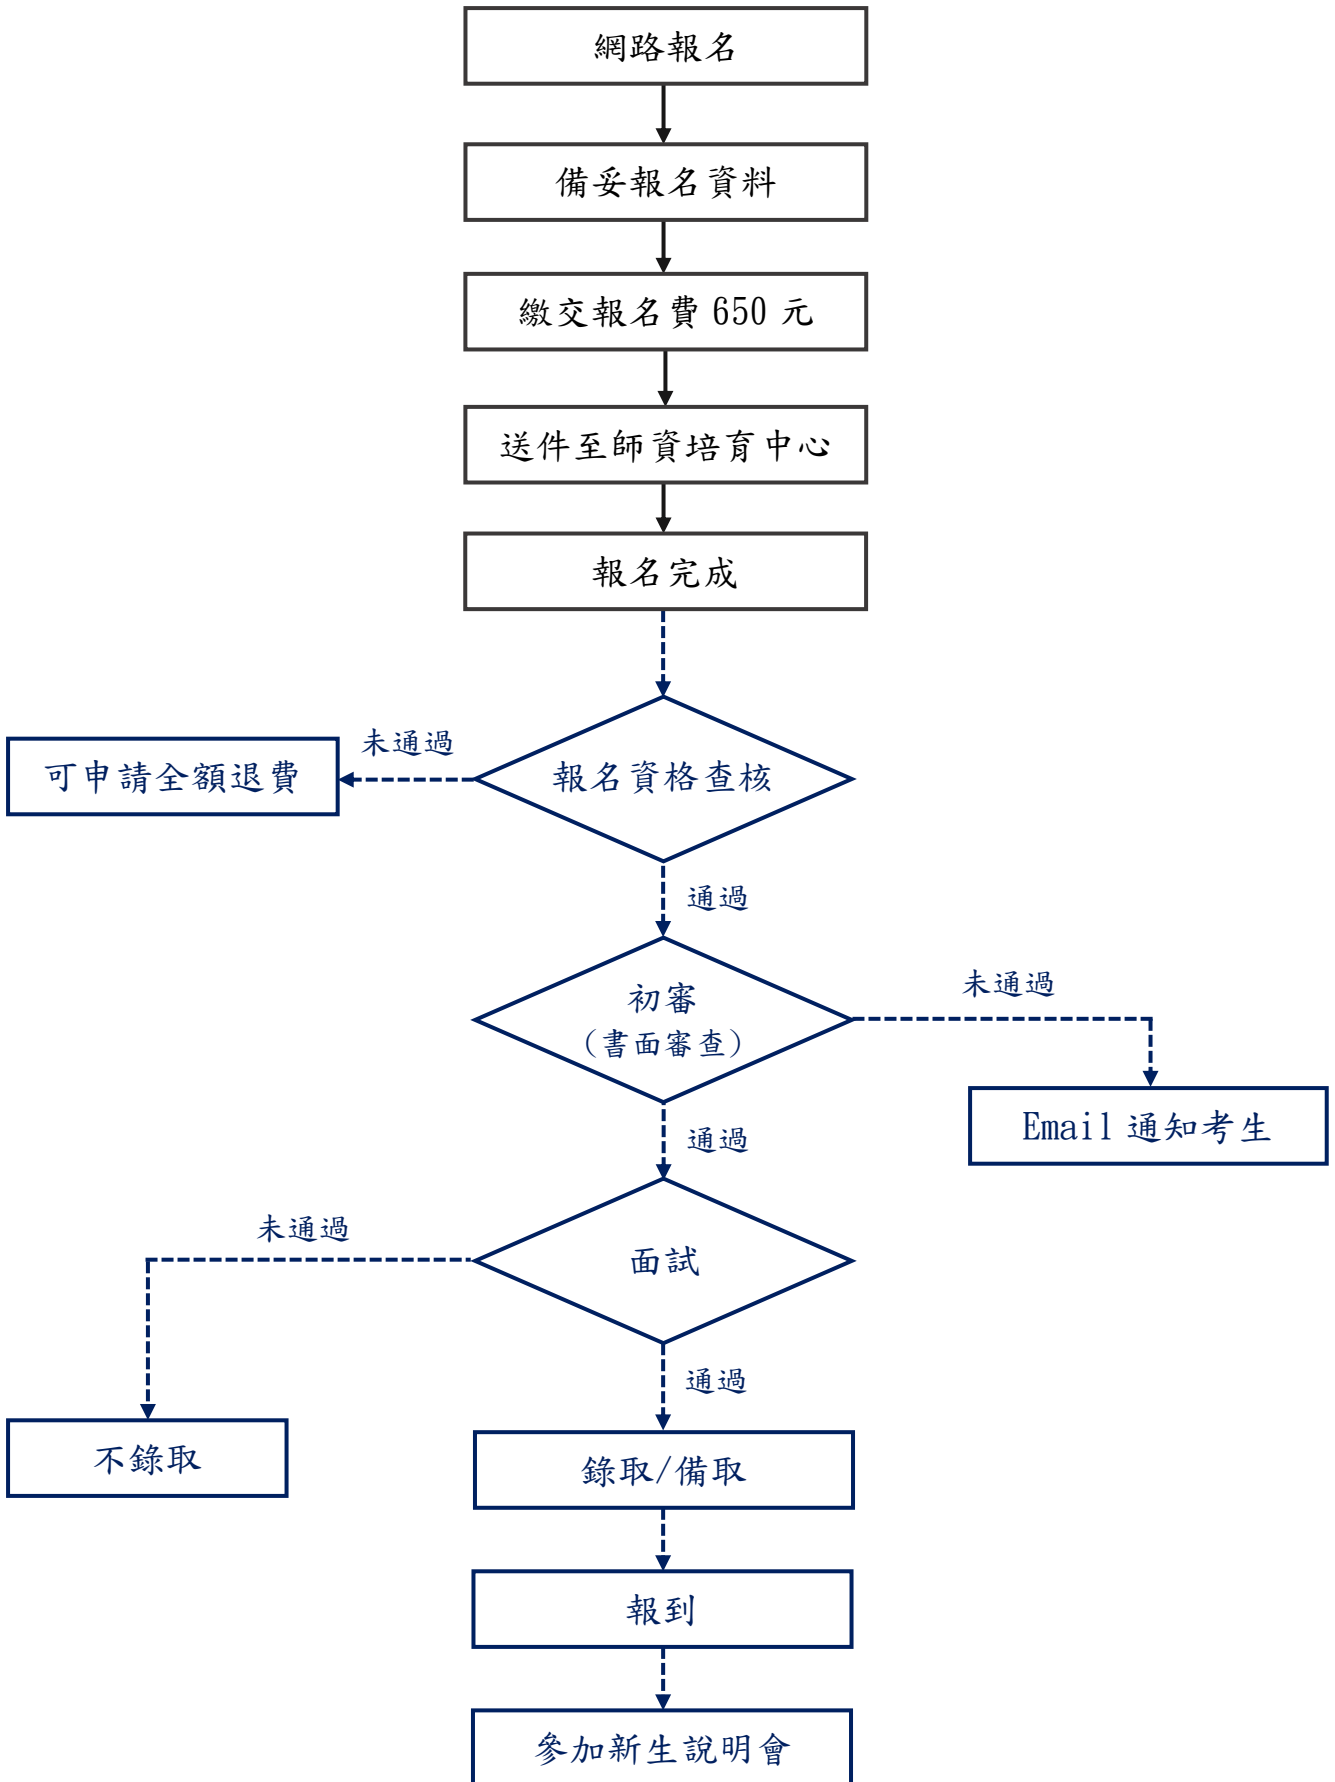 網路報名
備妥報名資料
繳交報名費 650 元
送件至師資培育中心
報名完成
未通過
可申請全額退費
報名資格查核
通過
初審
(書面審查)
未通過
Email 通知考生
通過
未通過
面試
通過
不錄取
錄取/備取
報到
參加新生說明會